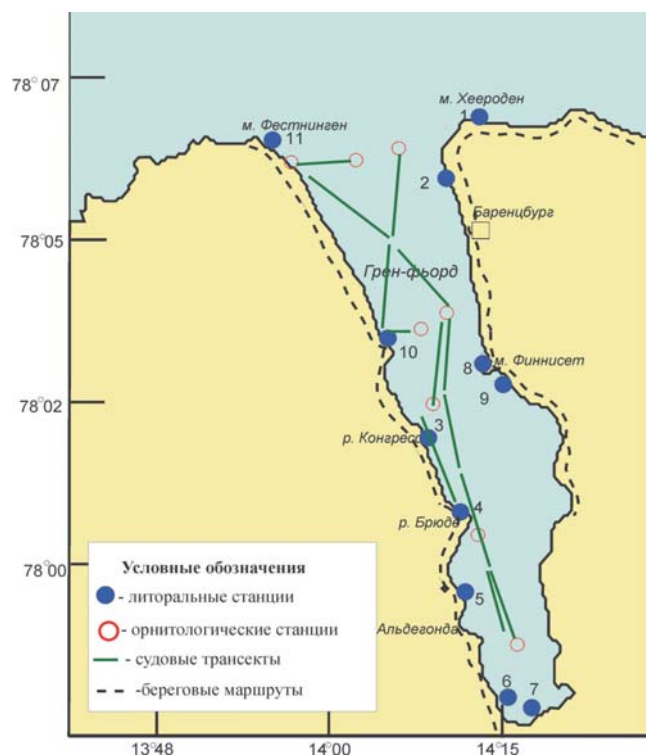 78° 07
м. Хеероден
1
м. Фестнинген
11
2
Баренцбург
78° 05
Грен-фьорд
10
8
м. Финнисет
9
78° 02
3
р. Конгресс
4
р. Брюде
78° 00
5
Альдегонда
6
7
Условные обозначения
- литоральные станции
- орнитологические станции
- судовые трансекты
-береговые маршруты
13°48
14°00
14°15